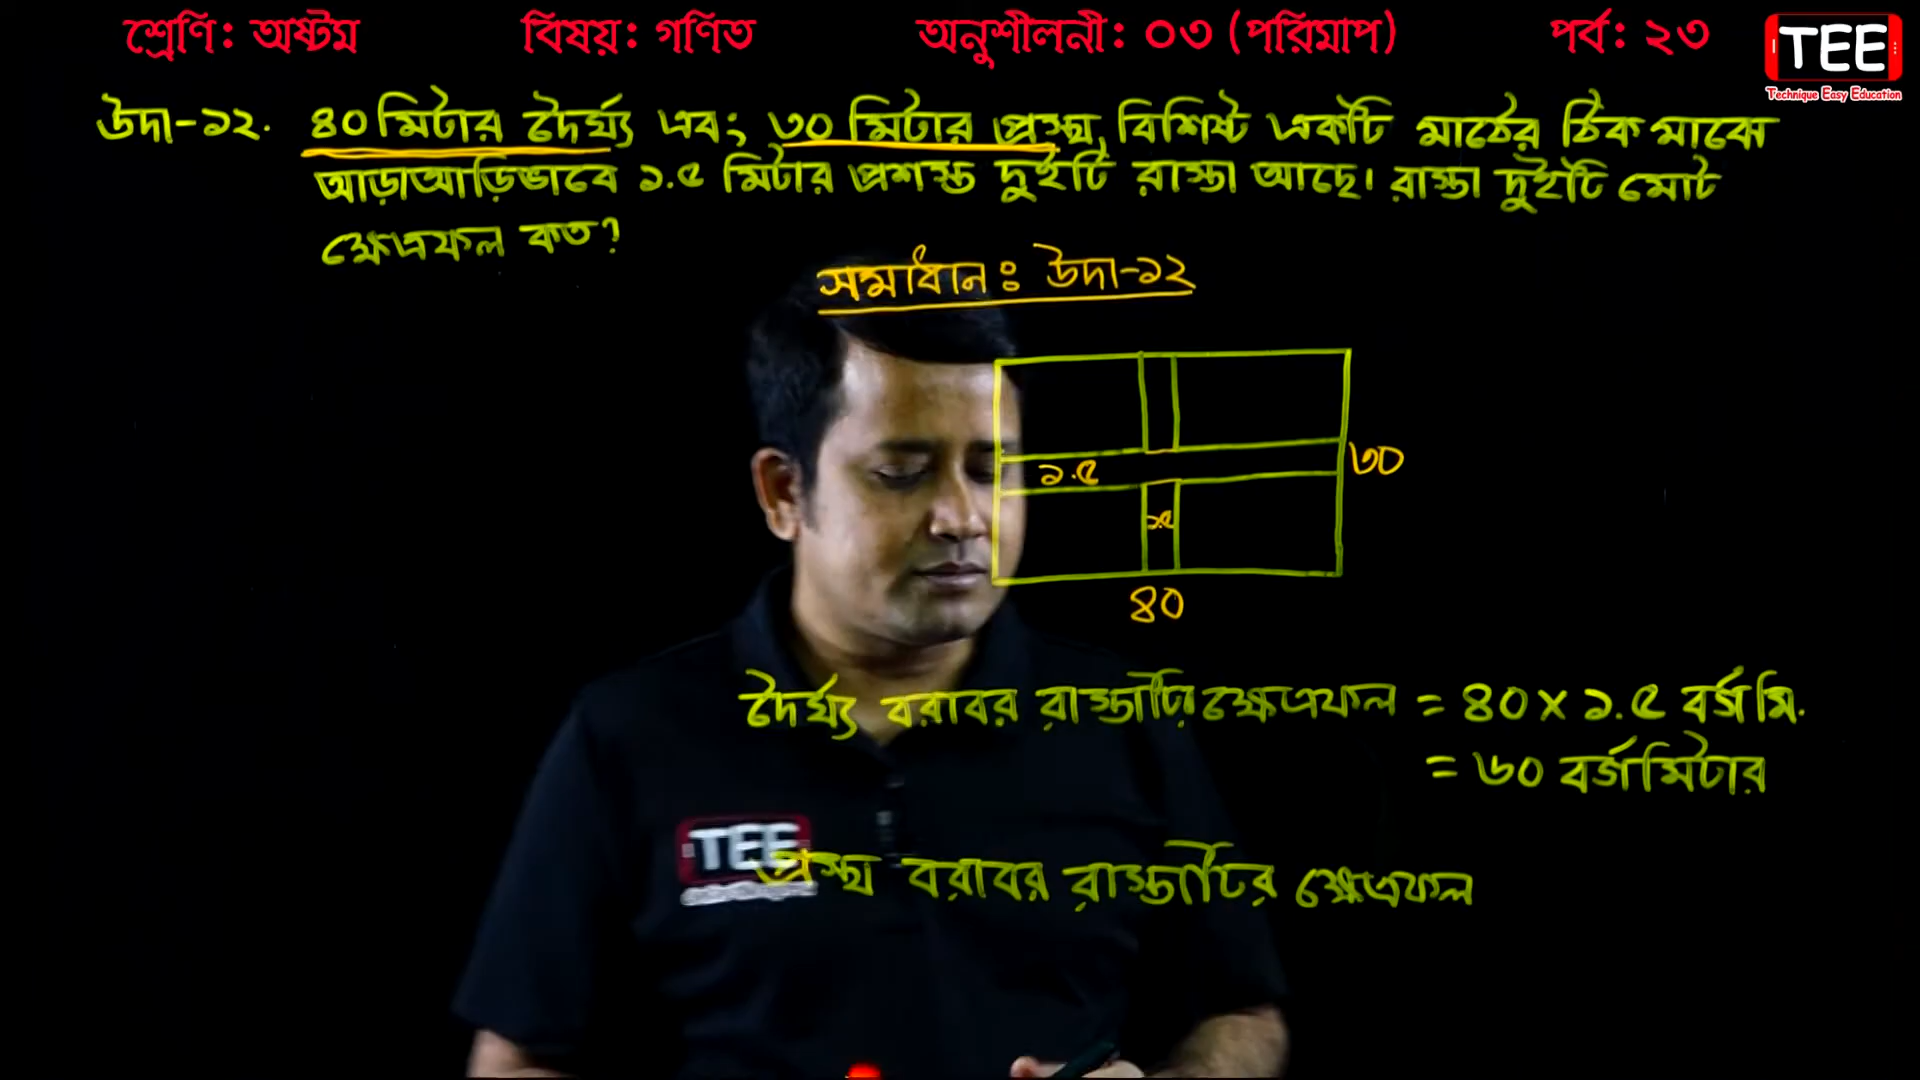 শ্রেণি: অষ্টম বিষয়: গণিত অনুশীলনী: ০৩ (পরিমাপ) পর্ব: ২৩
TEE
Technique Easy Education
উদা-১২. ৪০ মিটার দৈর্ঘ্য এবং ৩০ মিটার প্রস্থ বিশিষ্ট একটি মাঠের ঠিক মাঝে
আড়াআড়িভাবে ১.৫ মিটার প্রশস্ত দুইটি রাস্তা আছে। রাস্তা দুইটি মোট
ক্ষেত্রফল কত?
সমাধানঃ উদা-১২
৩০
১.৫
১.৫
৪০
দৈর্ঘ্য বরাবর রাস্তাটির ক্ষেত্রফল = ৪০ × ১.৫ বর্গমি.
= ৬০ বর্গমিটার
TEE
প্রস্থ বরাবর রাস্তাটির ক্ষেত্রফল